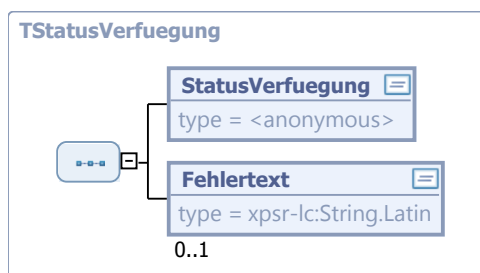 TStatusVerfuegung
StatusVerfuegung
type = <anonymous>
Fehlertext
type = xpsr-lc:String.Latin
0..1